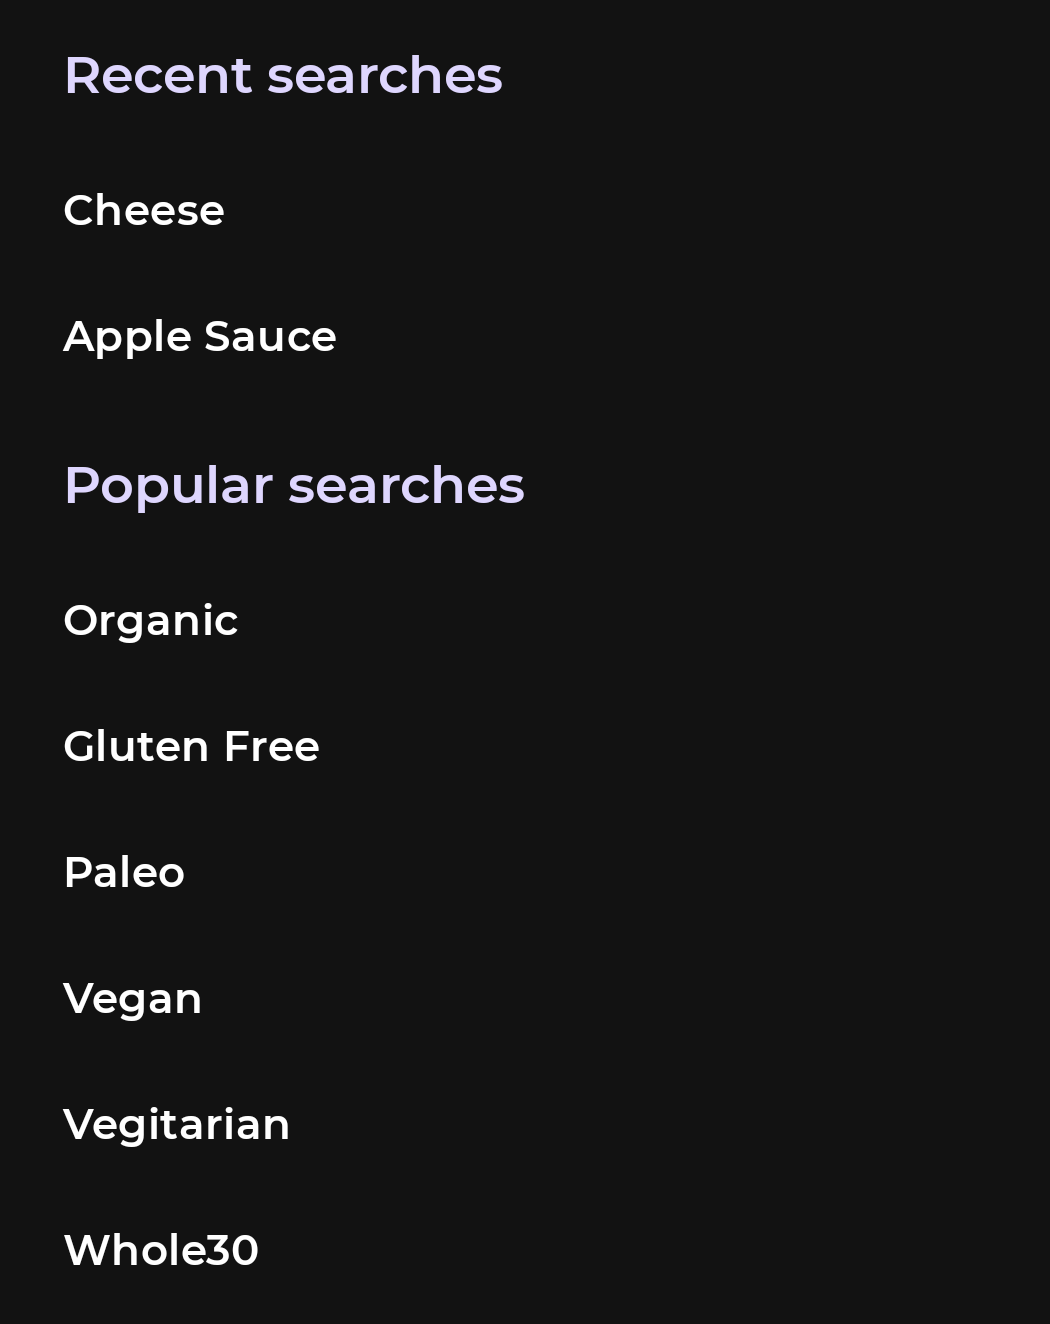 Recent searches
Cheese
Apple Sauce
Popular searches
Organic
Gluten Free
Paleo
Vegan
Vegitarian
Whole30